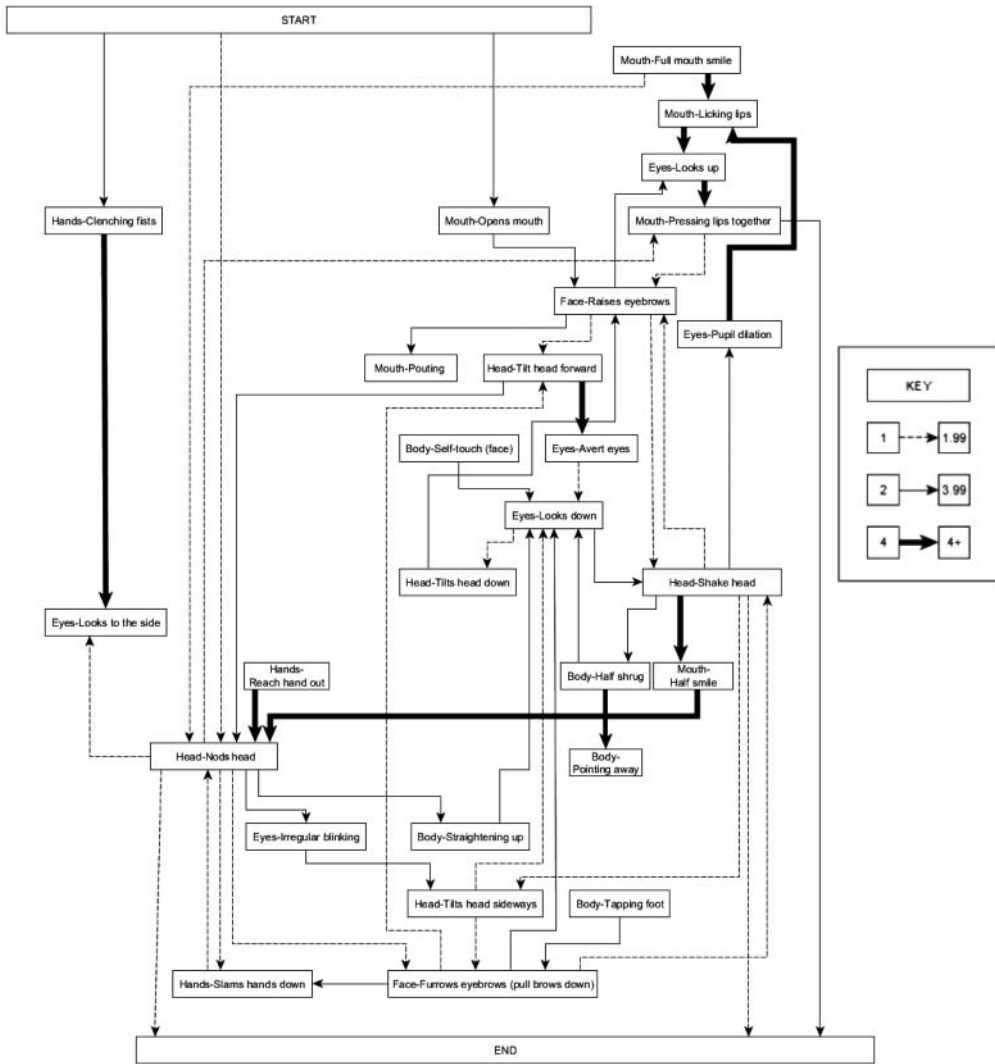 START
Mouth-Full mouth smile
Mouth-Licking lips
Eyes-Looks up
Hands-Clenching fists
Mouth-Opens mouth
Mouth-Pressing lips together
Face-Raises eyebrows
Eyes-Pupil dilation
Mouth-Pouting
Head-Tilt head forward
KEY
1
1.99
2
3.99
4
4+
Body-Self-touch (face)
Eyes-Avert eyes
Eyes-Looks down
Head-Tilts head down
Head-Shake head
Eyes-Looks to the side
Hands-
Reach hand out
Body-Half shrug
Mouth-
Half smile
Head-Nods head
Body-
Pointing away
Eyes-Irregular blinking
Body-Straightening up
Head-Tilts head sideways
Body-Tapping foot
Hands-Slams hands down
Face-Furrows eyebrows (pull brows down)
END